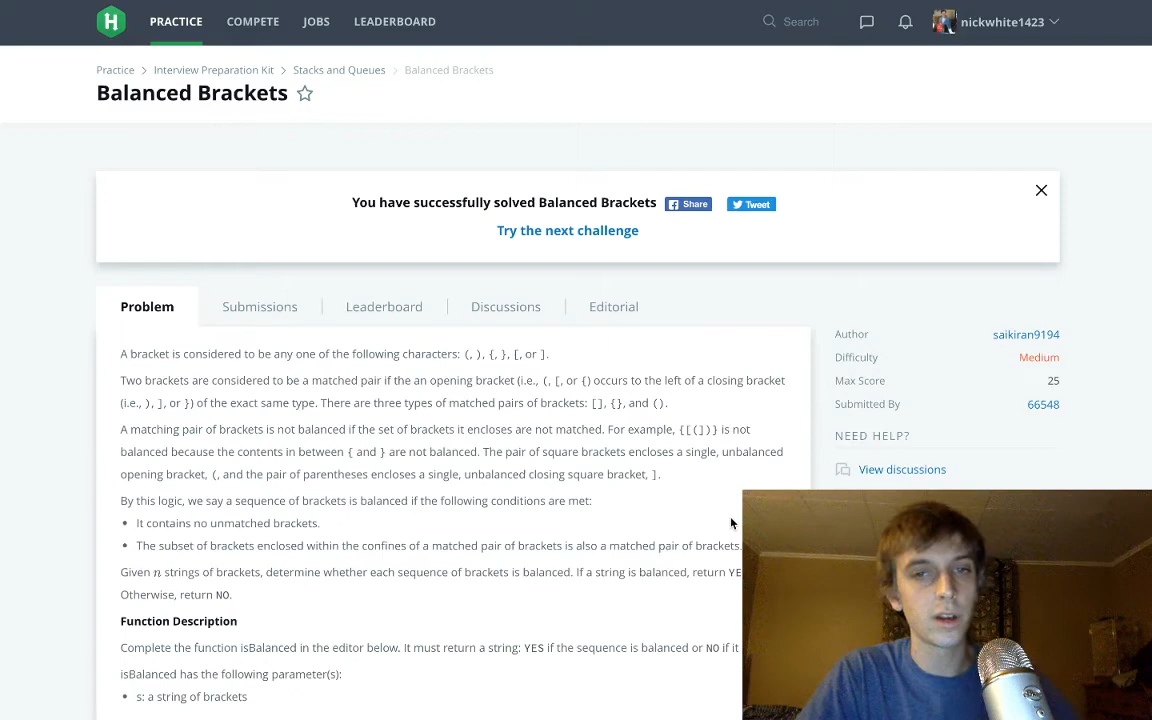 H PRACTICE COMPETE JOBS LEADERBOARD Search nickwhite1423
Practice > Interview Preparation Kit > Stacks and Queues > Balanced Brackets
Balanced Brackets
You have successfully solved Balanced Brackets Share Tweet
Try the next challenge
Problem Submissions Leaderboard Discussions Editorial
A bracket is considered to be any one of the following characters: (, ), {, }, [, or ].
Two brackets are considered to be a matched pair if the an opening bracket (i.e., (, [, or {) occurs to the left of a closing bracket
(i.e., ), ], or }) of the exact same type. There are three types of matched pairs of brackets: [], {}, and ().
A matching pair of brackets is not balanced if the set of brackets it encloses are not matched. For example, {[(])} is not
balanced because the contents in between { and } are not balanced. The pair of square brackets encloses a single, unbalanced
opening bracket, (, and the pair of parentheses encloses a single, unbalanced closing square bracket, ].
By this logic, we say a sequence of brackets is balanced if the following conditions are met:
• It contains no unmatched brackets.
• The subset of brackets enclosed within the confines of a matched pair of brackets is also a matched pair of brackets.
Given n strings of brackets, determine whether each sequence of brackets is balanced. If a string is balanced, return YE
Otherwise, return NO.
Function Description
Complete the function isBalanced in the editor below. It must return a string: YES if the sequence is balanced or NO if it
isBalanced has the following parameter(s):
• s: a string of brackets
Author saikiran9194
Difficulty Medium
Max Score 25
Submitted By 66548
NEED HELP?
View discussions